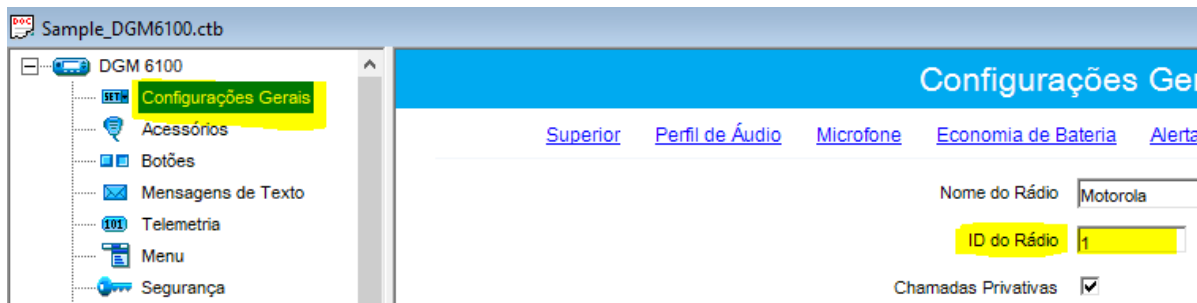 Sample_DGM6100.ctb
DGM 6100
Configurações Gerais
Acessórios
Botões
Mensagens de Texto
Telemetria
Menu
Segurança
Configurações Ger
Superior Perfil de Áudio Microfone Economia de Bateria Alerta
Nome do Rádio Motorola
ID do Rádio 1
Chamadas Privativas